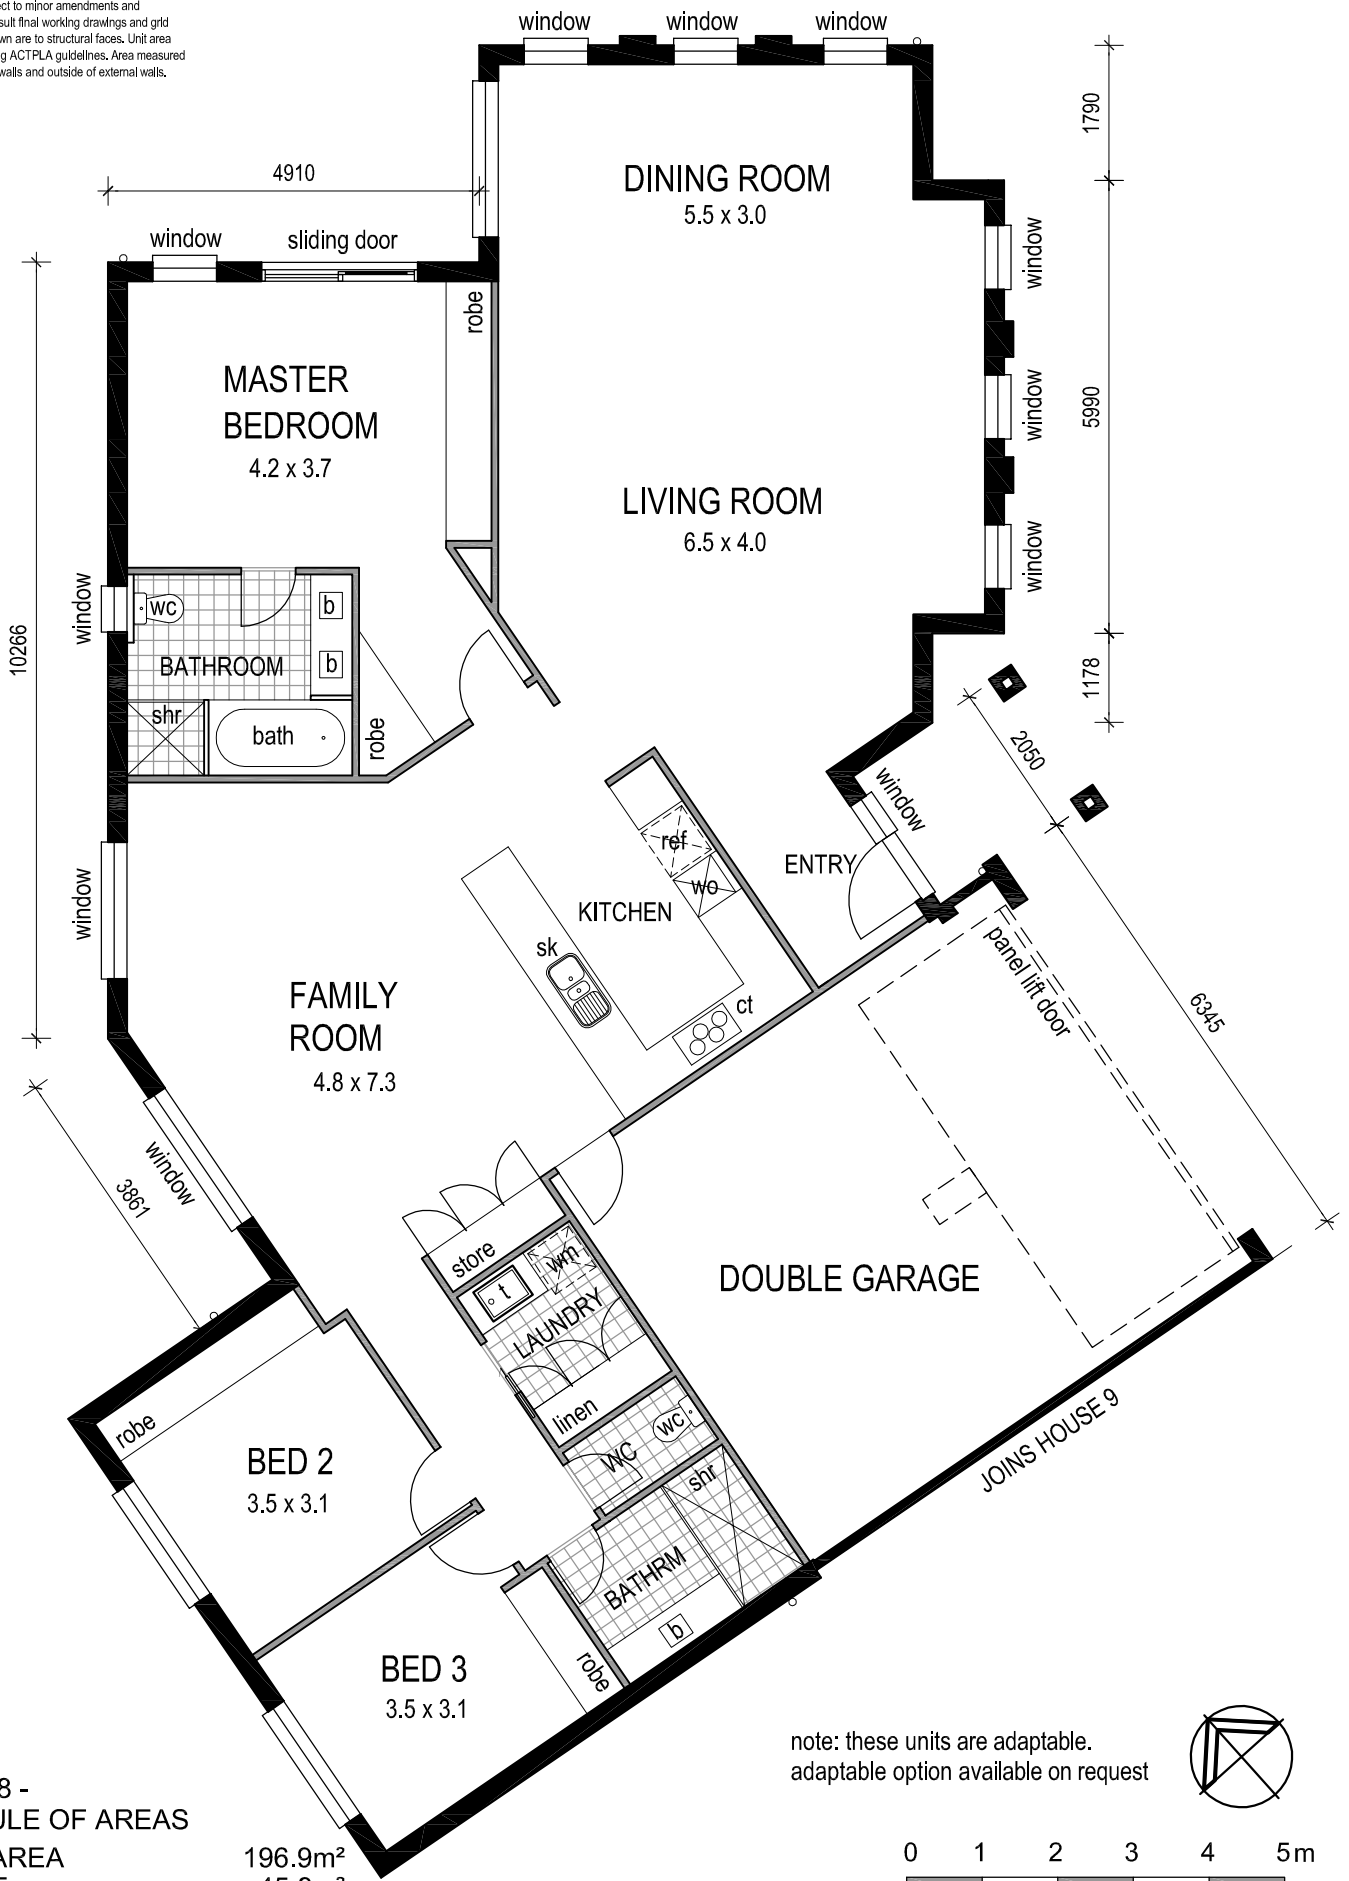 ect to minor amendments and
sult final working drawings and grid
wn are to structural faces. Unit area
g ACTPLA guidelines. Area measured
walls and outside of external walls.
window
window
window
1790
4910
DINING ROOM
5.5 x 3.0
window
sliding door
window
robe
MASTER
BEDROOM
4.2 x 3.7
window
5990
LIVING ROOM
6.5 x 4.0
window
window
wc
b
10266
BATHROOM
b
1178
shr
bath
robe
2050
window
ref
ENTRY
wo
window
KITCHEN
sk
panel lift door
FAMILY
ROOM
4.8 x 7.3
ct
6345
window
3861
store
wm
DOUBLE GARAGE
t
LAUNDRY
linen
robe
wc
WC
JOINS HOUSE 9
BED 2
3.5 x 3.1
shr
BATHRM
b
BED 3
3.5 x 3.1
robe
note: these units are adaptable.
adaptable option available on request
8 -
ULE OF AREAS
AREA 196.9m²
0 1 2 3 4 5m